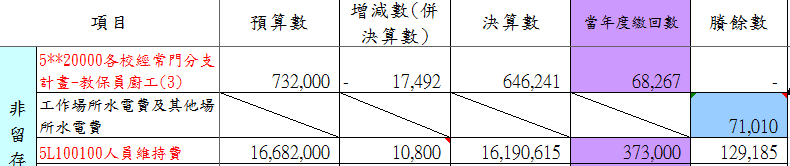 項目 預算數 增減數(併決算數) 決算數 當年度繳回數 賸餘數
非留存
5**20000各校經常門分支
計畫-教保員廚工(3) 732,000 - 17,492 646,241 68,267 -
工作場所水電費及其他場
所水電費 71,010
5L100100人員維持費 16,682,000 10,800 16,190,615 373,000 129,185